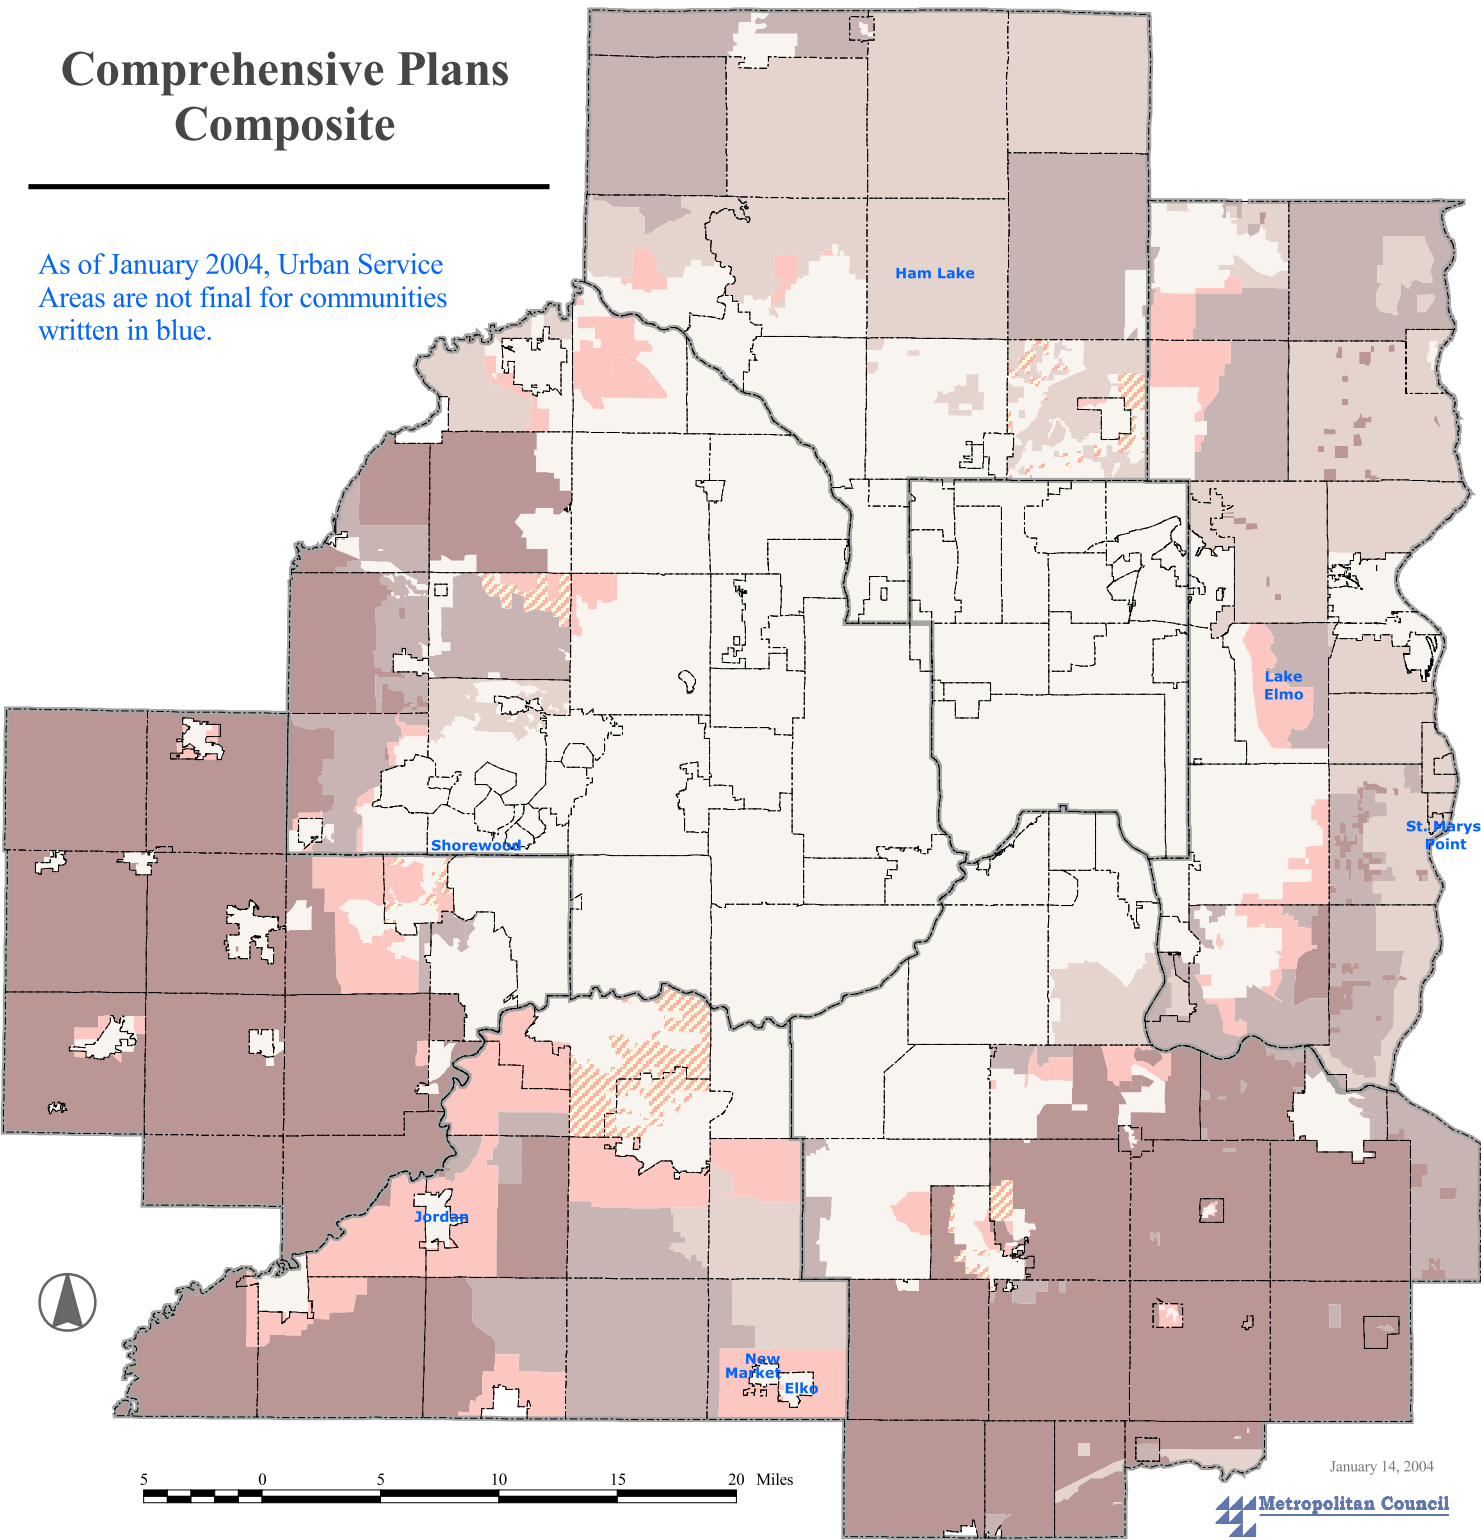 Comprehensive Plans
Composite
As of January 2004, Urban Service
Areas are not final for communities
written in blue.
Ham Lake
Lake
Elmo
St. Marys
Point
Shorewood
Jordan
New
Market
Elko
5 0 5 10 15 20 Miles
January 14, 2004
Metropolitan Council